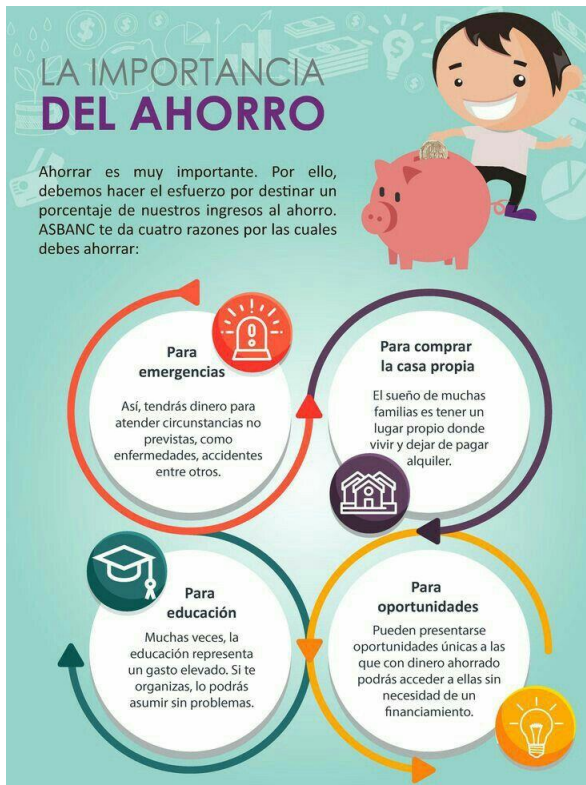 LA IMPORTANCIA
DEL AHORRO
Ahorrar es muy importante. Por ello,
debemos hacer el esfuerzo por destinar un
porcentaje de nuestros ingresos al ahorro.
ASBANC te da cuatro razones por las cuales
debes ahorrar:
Para
emergencias
Así, tendrás dinero para
atender circunstancias no
previstas, como
enfermedades, accidentes
entre otros.
Para comprar
la casa propia
El sueño de muchas
familias es tener un
lugar propio donde
vivir y dejar de pagar
alquiler.
Para
educación
Muchas veces, la
educación representa
un gasto elevado. Si te
organizas, lo podrás
asumir sin problemas.
Para
oportunidades
Pueden presentarse
oportunidades únicas a las
que con dinero ahorrado
podrás acceder a ellas sin
necesidad de un
financiamiento.